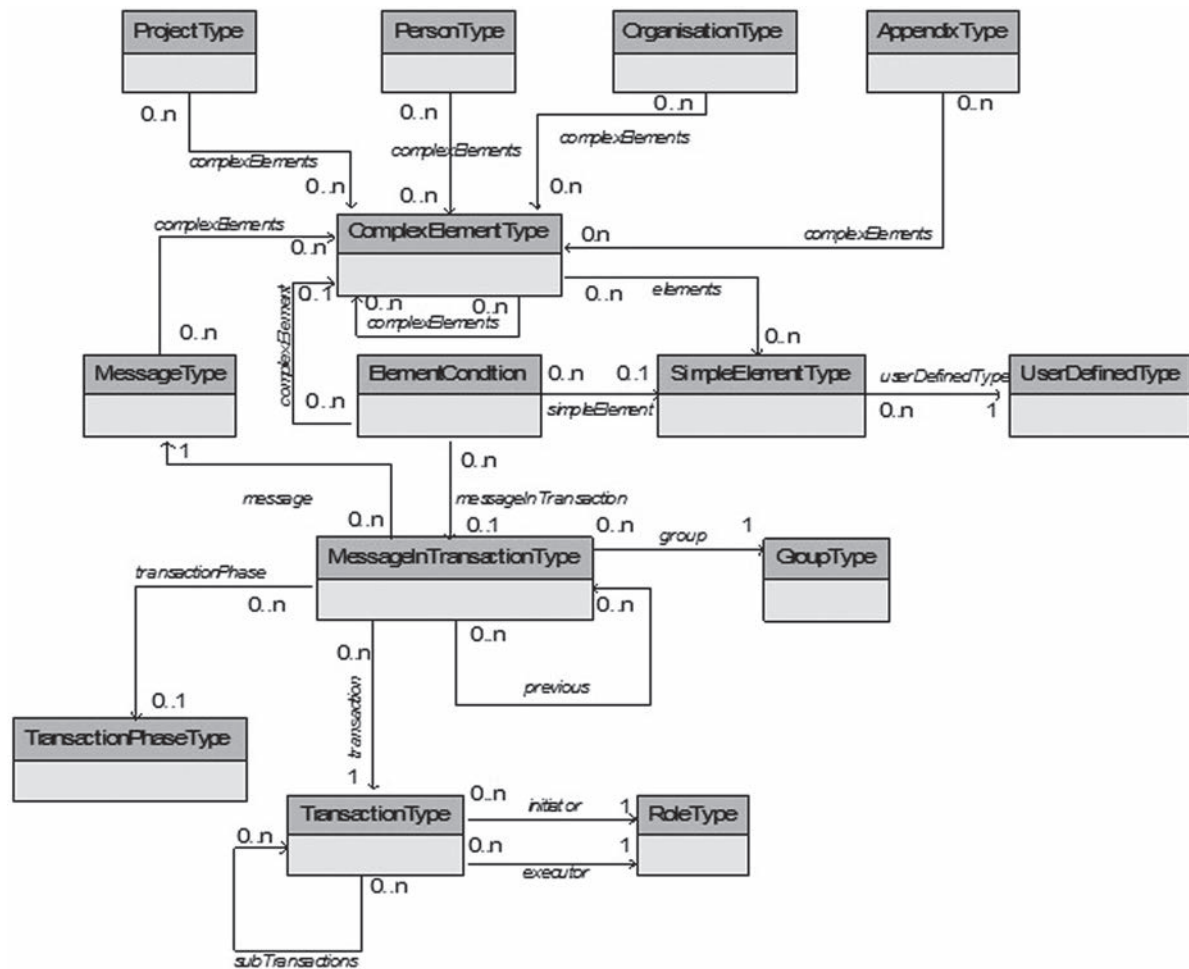 ProjectType
PersonType
OrganisationType
AppendixType
0..n
0..n
0..n
0..n
complexElements
complexElements
complexElements
complexElements
0..n
0..n
0.n
0.n
complexElements
0..n
ComplexElementType
0..1
complexElement
0..n
0..n
complexElements
0..n
elements
0..n
0..n
MessageType
0..n
ElementCondition
0..n
0..1
simpleElement
SimpleElementType
userDefinedType
0..n
1
UserDefinedType
1
message
0..n
0..n
messageInTransaction
0..1
0..n
1
group
MessageInTransactionType
GroupType
transactionPhase
0..n
0..n
0..n
0..n
previous
transaction
0..1
TransactionPhaseType
1
0..n
initiator
1
TransactionType
RoleType
0..n
0..n
1
executor
0..n
subTransactions